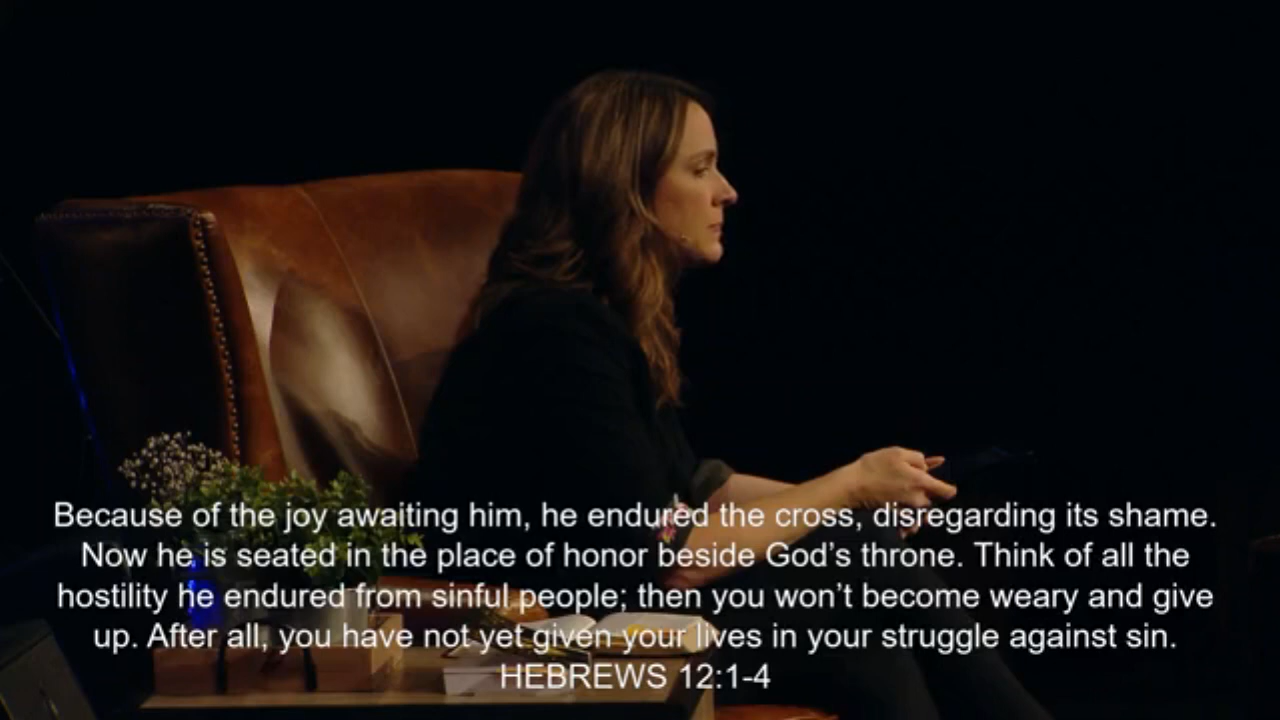 Because of the joy awaiting him, he endured the cross, disregarding its shame.
Now he is seated in the place of honor beside God’s throne. Think of all the
hostility he endured from sinful people; then you won’t become weary and give
up. After all, you have not yet given your lives in your struggle against sin.
HEBREWS 12:1-4